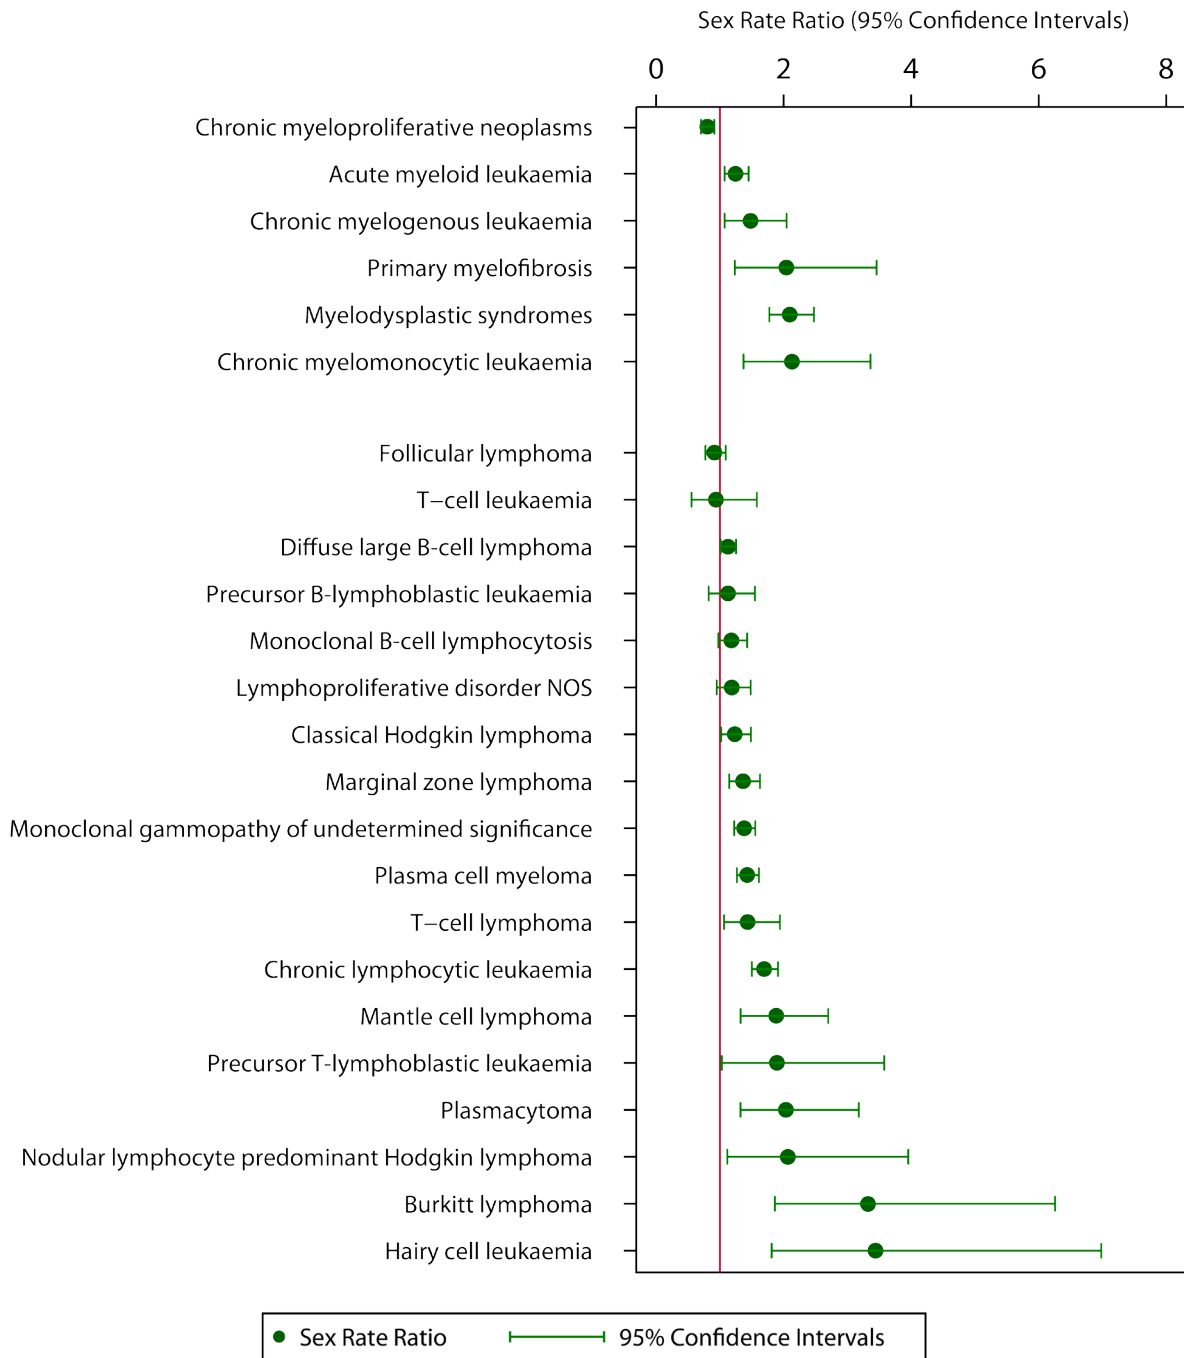 Sex Rate Ratio (95% Confidence Intervals)
0 2 4 6 8
Chronic myeloproliferative neoplasms
Acute myeloid leukaemia
Chronic myelogenous leukaemia
Primary myelofibrosis
Myelodysplastic syndromes
Chronic myelomonocytic leukaemia
Follicular lymphoma
T–cell leukaemia
Diffuse large B-cell lymphoma
Precursor B-lymphoblastic leukaemia
Monoclonal B-cell lymphocytosis
Lymphoproliferative disorder NOS
Classical Hodgkin lymphoma
Marginal zone lymphoma
Monoclonal gammopathy of undetermined significance
Plasma cell myeloma
T–cell lymphoma
Chronic lymphocytic leukaemia
Mantle cell lymphoma
Precursor T-lymphoblastic leukaemia
Plasmacytoma
Nodular lymphocyte predominant Hodgkin lymphoma
Burkitt lymphoma
Hairy cell leukaemia
Sex Rate Ratio 95% Confidence Intervals